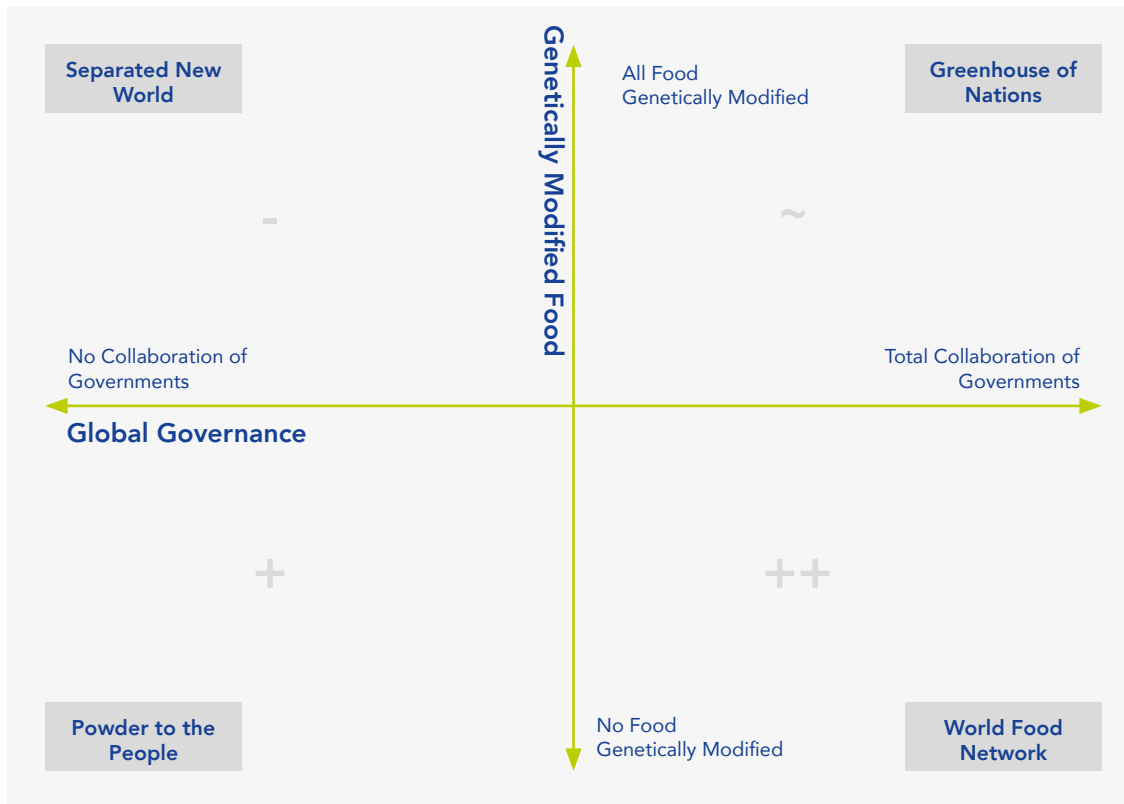 Separated New
World
Genetically Modified Food
All Food
Genetically Modified
Greenhouse of
Nations
-
~
No Collaboration of
Governments
Total Collaboration of
Governments
Global Governance
+
++
Powder to the
People
No Food
Genetically Modified
World Food
Network